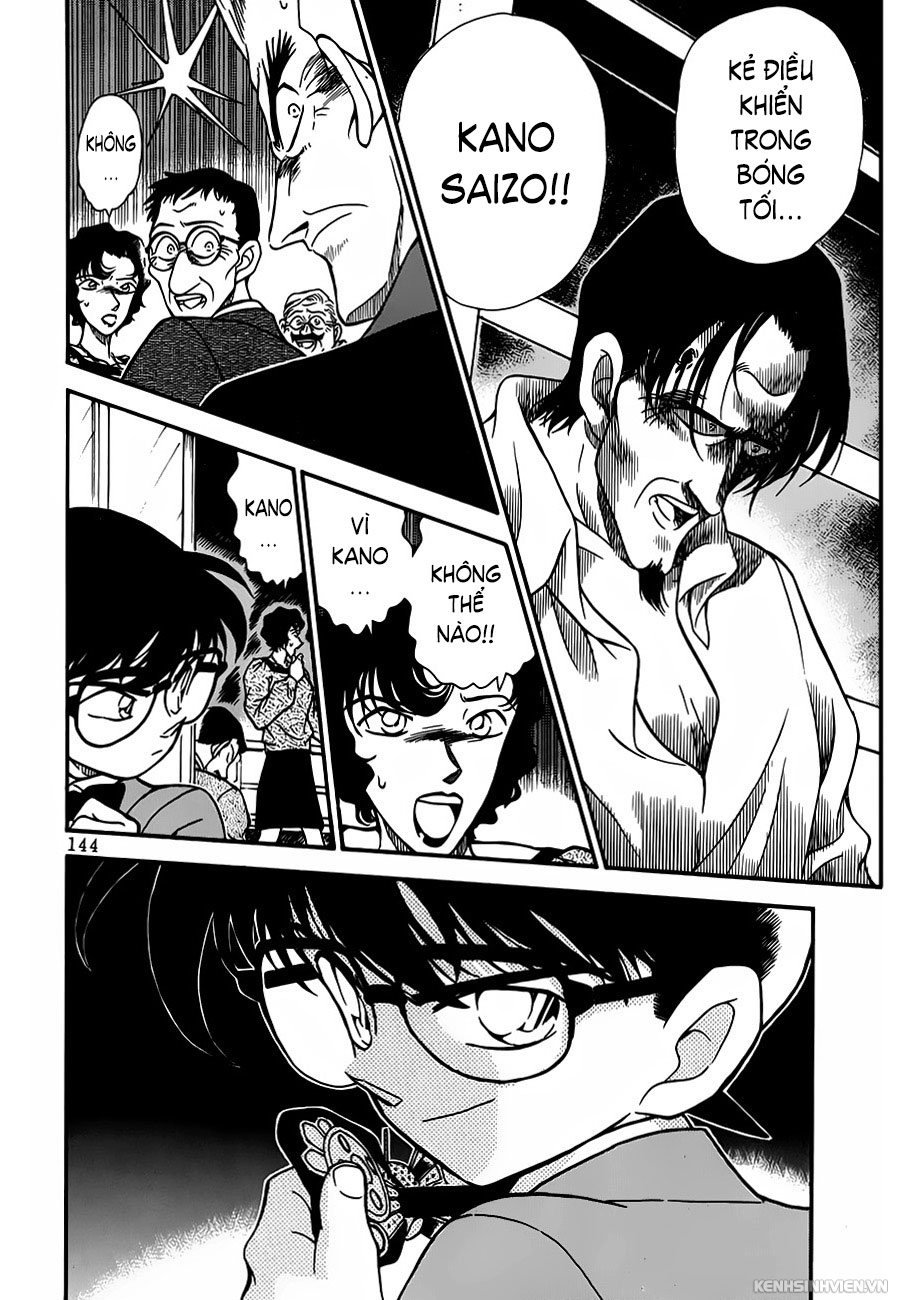 KẺ ĐIỀU
KHIỂN
TRONG
BÓNG
TỐI...
KANO
SAIZO!!
KHÔNG
...
KHÔNG
THỂ
NÀO!!
VÌ
KANO
...
KANO
...
144
KENHSINHVIEN.VN